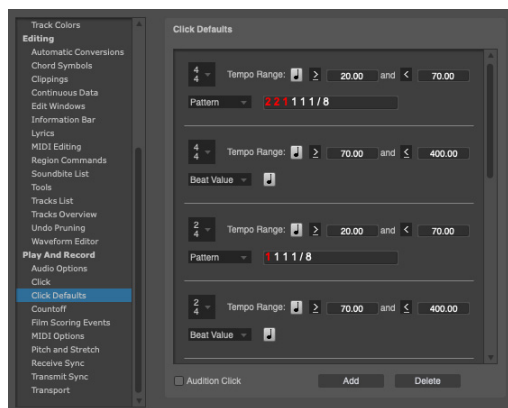 Track Colors
Editing
Automatic Conversions
Chord Symbols
Clippings
Continuous Data
Edit Windows
Information Bar
Lyrics
MIDI Editing
Region Commands
Soundbite List
Tools
Tracks List
Tracks Overview
Undo Pruning
Waveform Editor
Play And Record
Audio Options
Click
Click Defaults
Countoff
Film Scoring Events
MIDI Options
Pitch and Stretch
Receive Sync
Transmit Sync
Transport
Click Defaults
4/4 Tempo Range: ♩ ≥ 20.00 and < 70.00
Pattern 2 2 1 1 1 1 / 8
4/4 Tempo Range: ♩ ≥ 70.00 and ≤ 400.00
Beat Value ♩
2/4 Tempo Range: ♩ ≥ 20.00 and < 70.00
Pattern 1 1 1 1 / 8
2/4 Tempo Range: ♩ ≥ 70.00 and ≤ 400.00
Beat Value ♩
Audition Click Add Delete